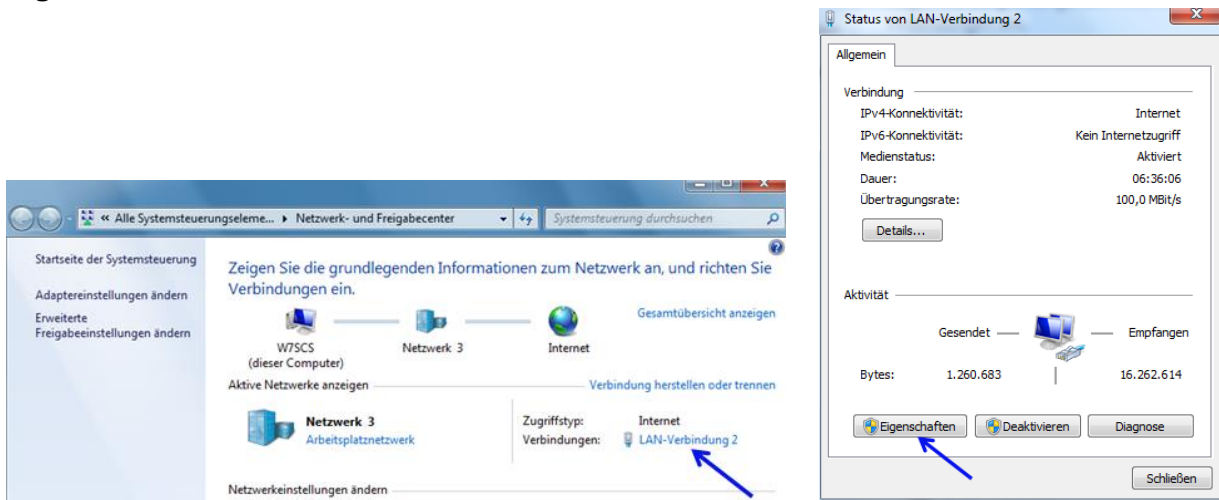 « Alle Systemsteuerungseleme... ▸ Netzwerk- und Freigabecenter
Systemsteuerung durchsuchen
Startseite der Systemsteuerung
Adaptereinstellungen ändern
Erweiterte
Freigabeeinstellungen ändern
Zeigen Sie die grundlegenden Informationen zum Netzwerk an, und richten Sie
Verbindungen ein.
Gesamtübersicht anzeigen
W7SCS
(dieser Computer)
Netzwerk 3
Internet
Aktive Netzwerke anzeigen
Verbindung herstellen oder trennen
Netzwerk 3
Arbeitsplatznetzwerk
Zugriffstyp: Internet
Verbindungen: LAN-Verbindung 2
Netzwerkeinstellungen ändern
Status von LAN-Verbindung 2
Allgemein
Verbindung
IPv4-Konnektivität: Internet
IPv6-Konnektivität: Kein Internetzugriff
Medienstatus: Aktiviert
Dauer: 06:36:06
Übertragungsrate: 100,0 MBit/s
Details...
Aktivität
Gesendet — — Empfangen
Bytes: 1.260.683 | 16.262.614
Eigenschaften Deaktivieren Diagnose
Schließen